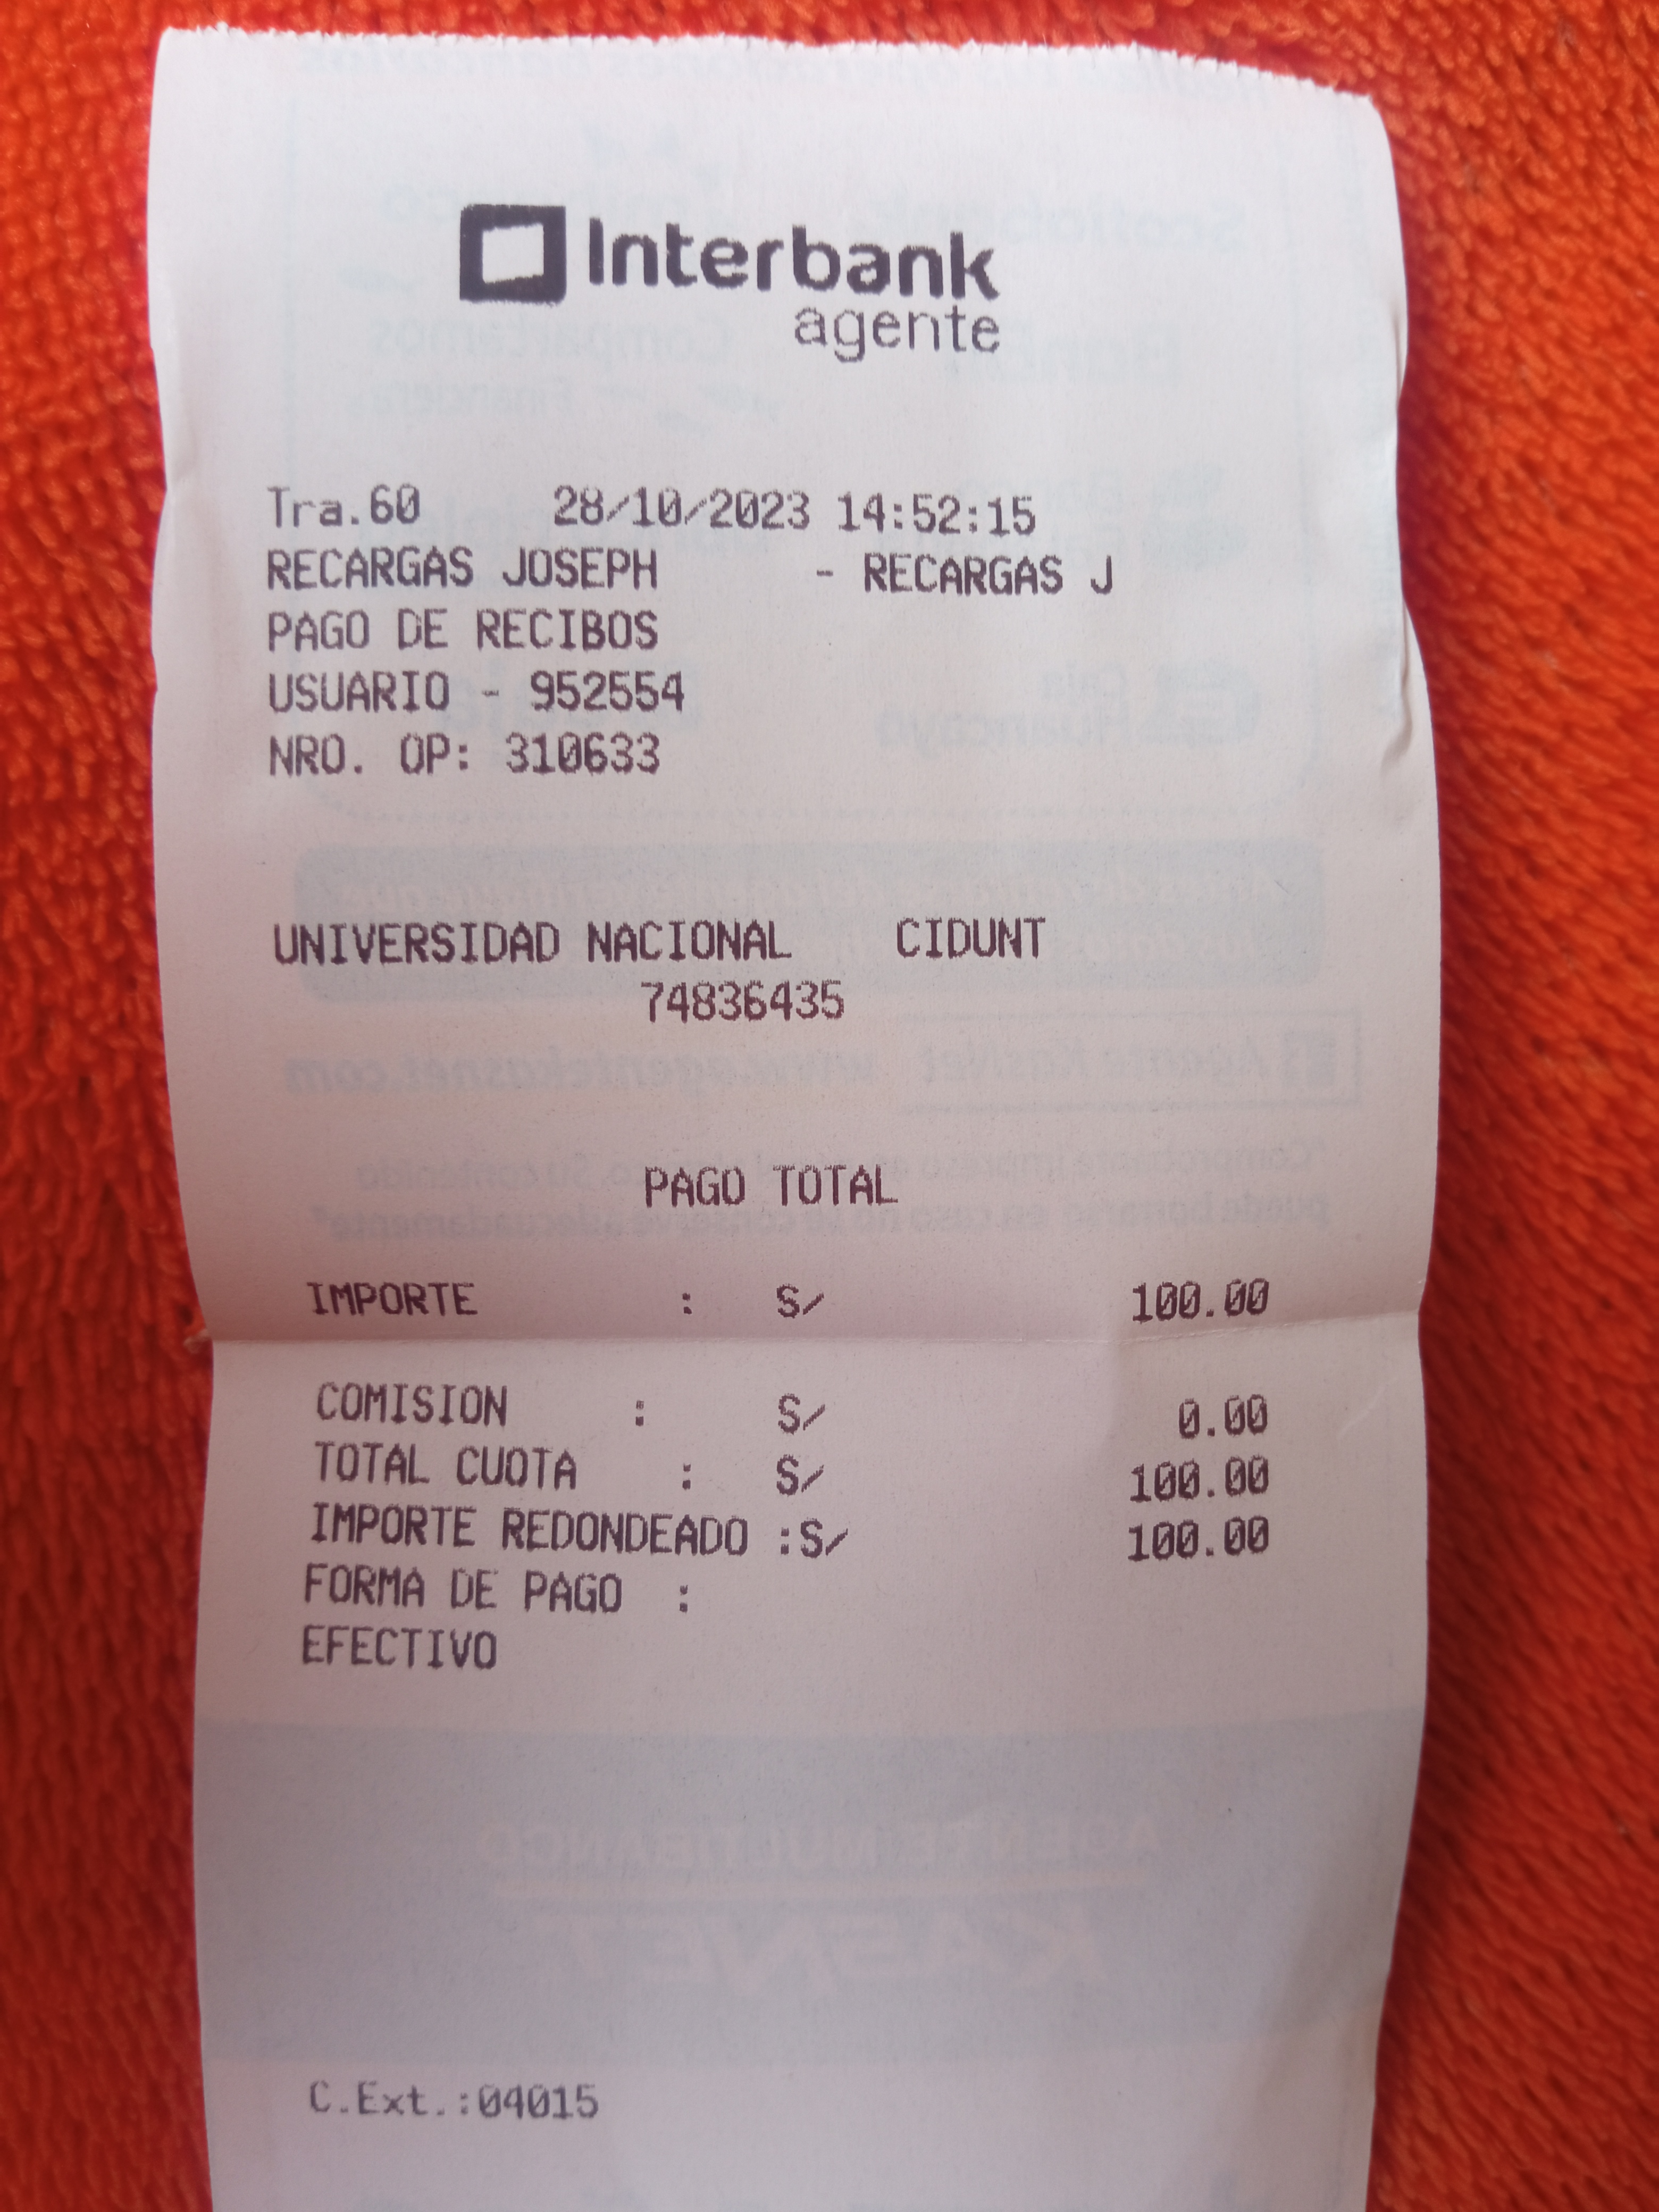 Interbank
agente
Tra.60 28/10/2023 14:52:15
RECARGAS JOSEPH - RECARGAS J
PAGO DE RECIBOS
USUARIO - 952554
NRO. OP: 310633
UNIVERSIDAD NACIONAL CIDUNT
74836435
PAGO TOTAL
IMPORTE : S/ 100.00
COMISION : S/ 0.00
TOTAL CUOTA : S/ 100.00
IMPORTE REDONDEADO :S/ 100.00
FORMA DE PAGO :
EFECTIVO
C.Ext.:04015